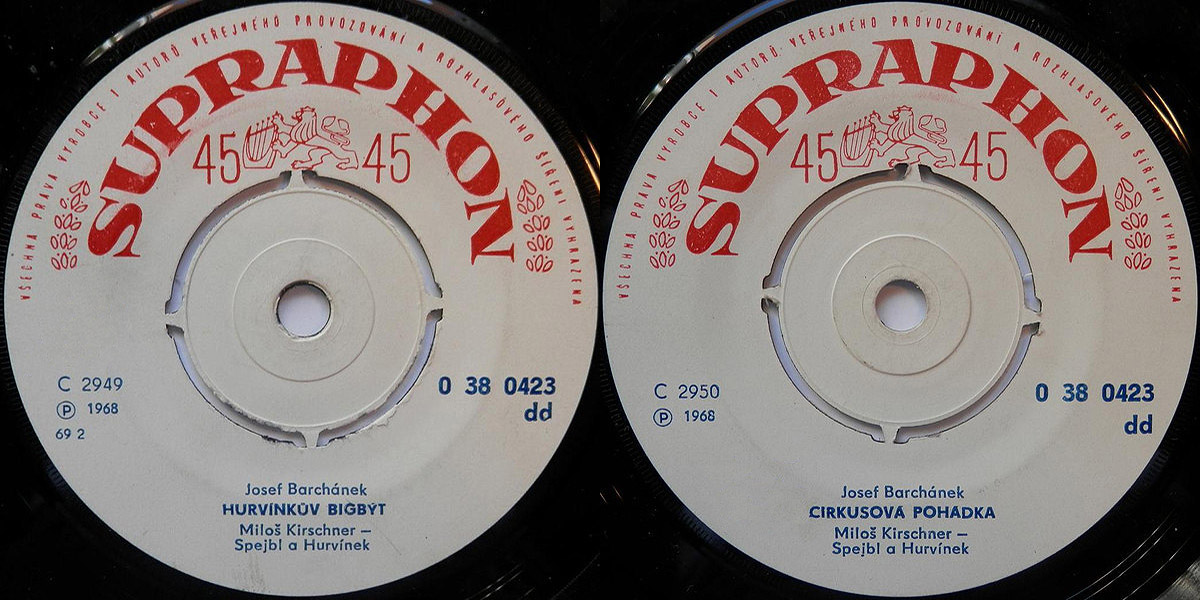 VŠECHNA PRÁVA VÝROBCE I AUTORŮ VEŘEJNÉHO PROVOZOVÁNÍ A ROZHLASOVÉHO ŠÍŘENÍ VYHRAZENA
SUPRAPHON
45 45
C 2949
Ⓟ 1968
69 2
0 38 0423
dd
Josef Barchánek
HURVÍNKŮV BIGBÝT
Miloš Kirschner –
Spejbl a Hurvínek
VŠECHNA PRÁVA VÝROBCE I AUTORŮ VEŘEJNÉHO PROVOZOVÁNÍ A ROZHLASOVÉHO ŠÍŘENÍ VYHRAZENA
SUPRAPHON
45 45
C 2950
Ⓟ 1968
0 38 0423
dd
Josef Barchánek
CIRKUSOVÁ POHÁDKA
Miloš Kirschner –
Spejbl a Hurvínek